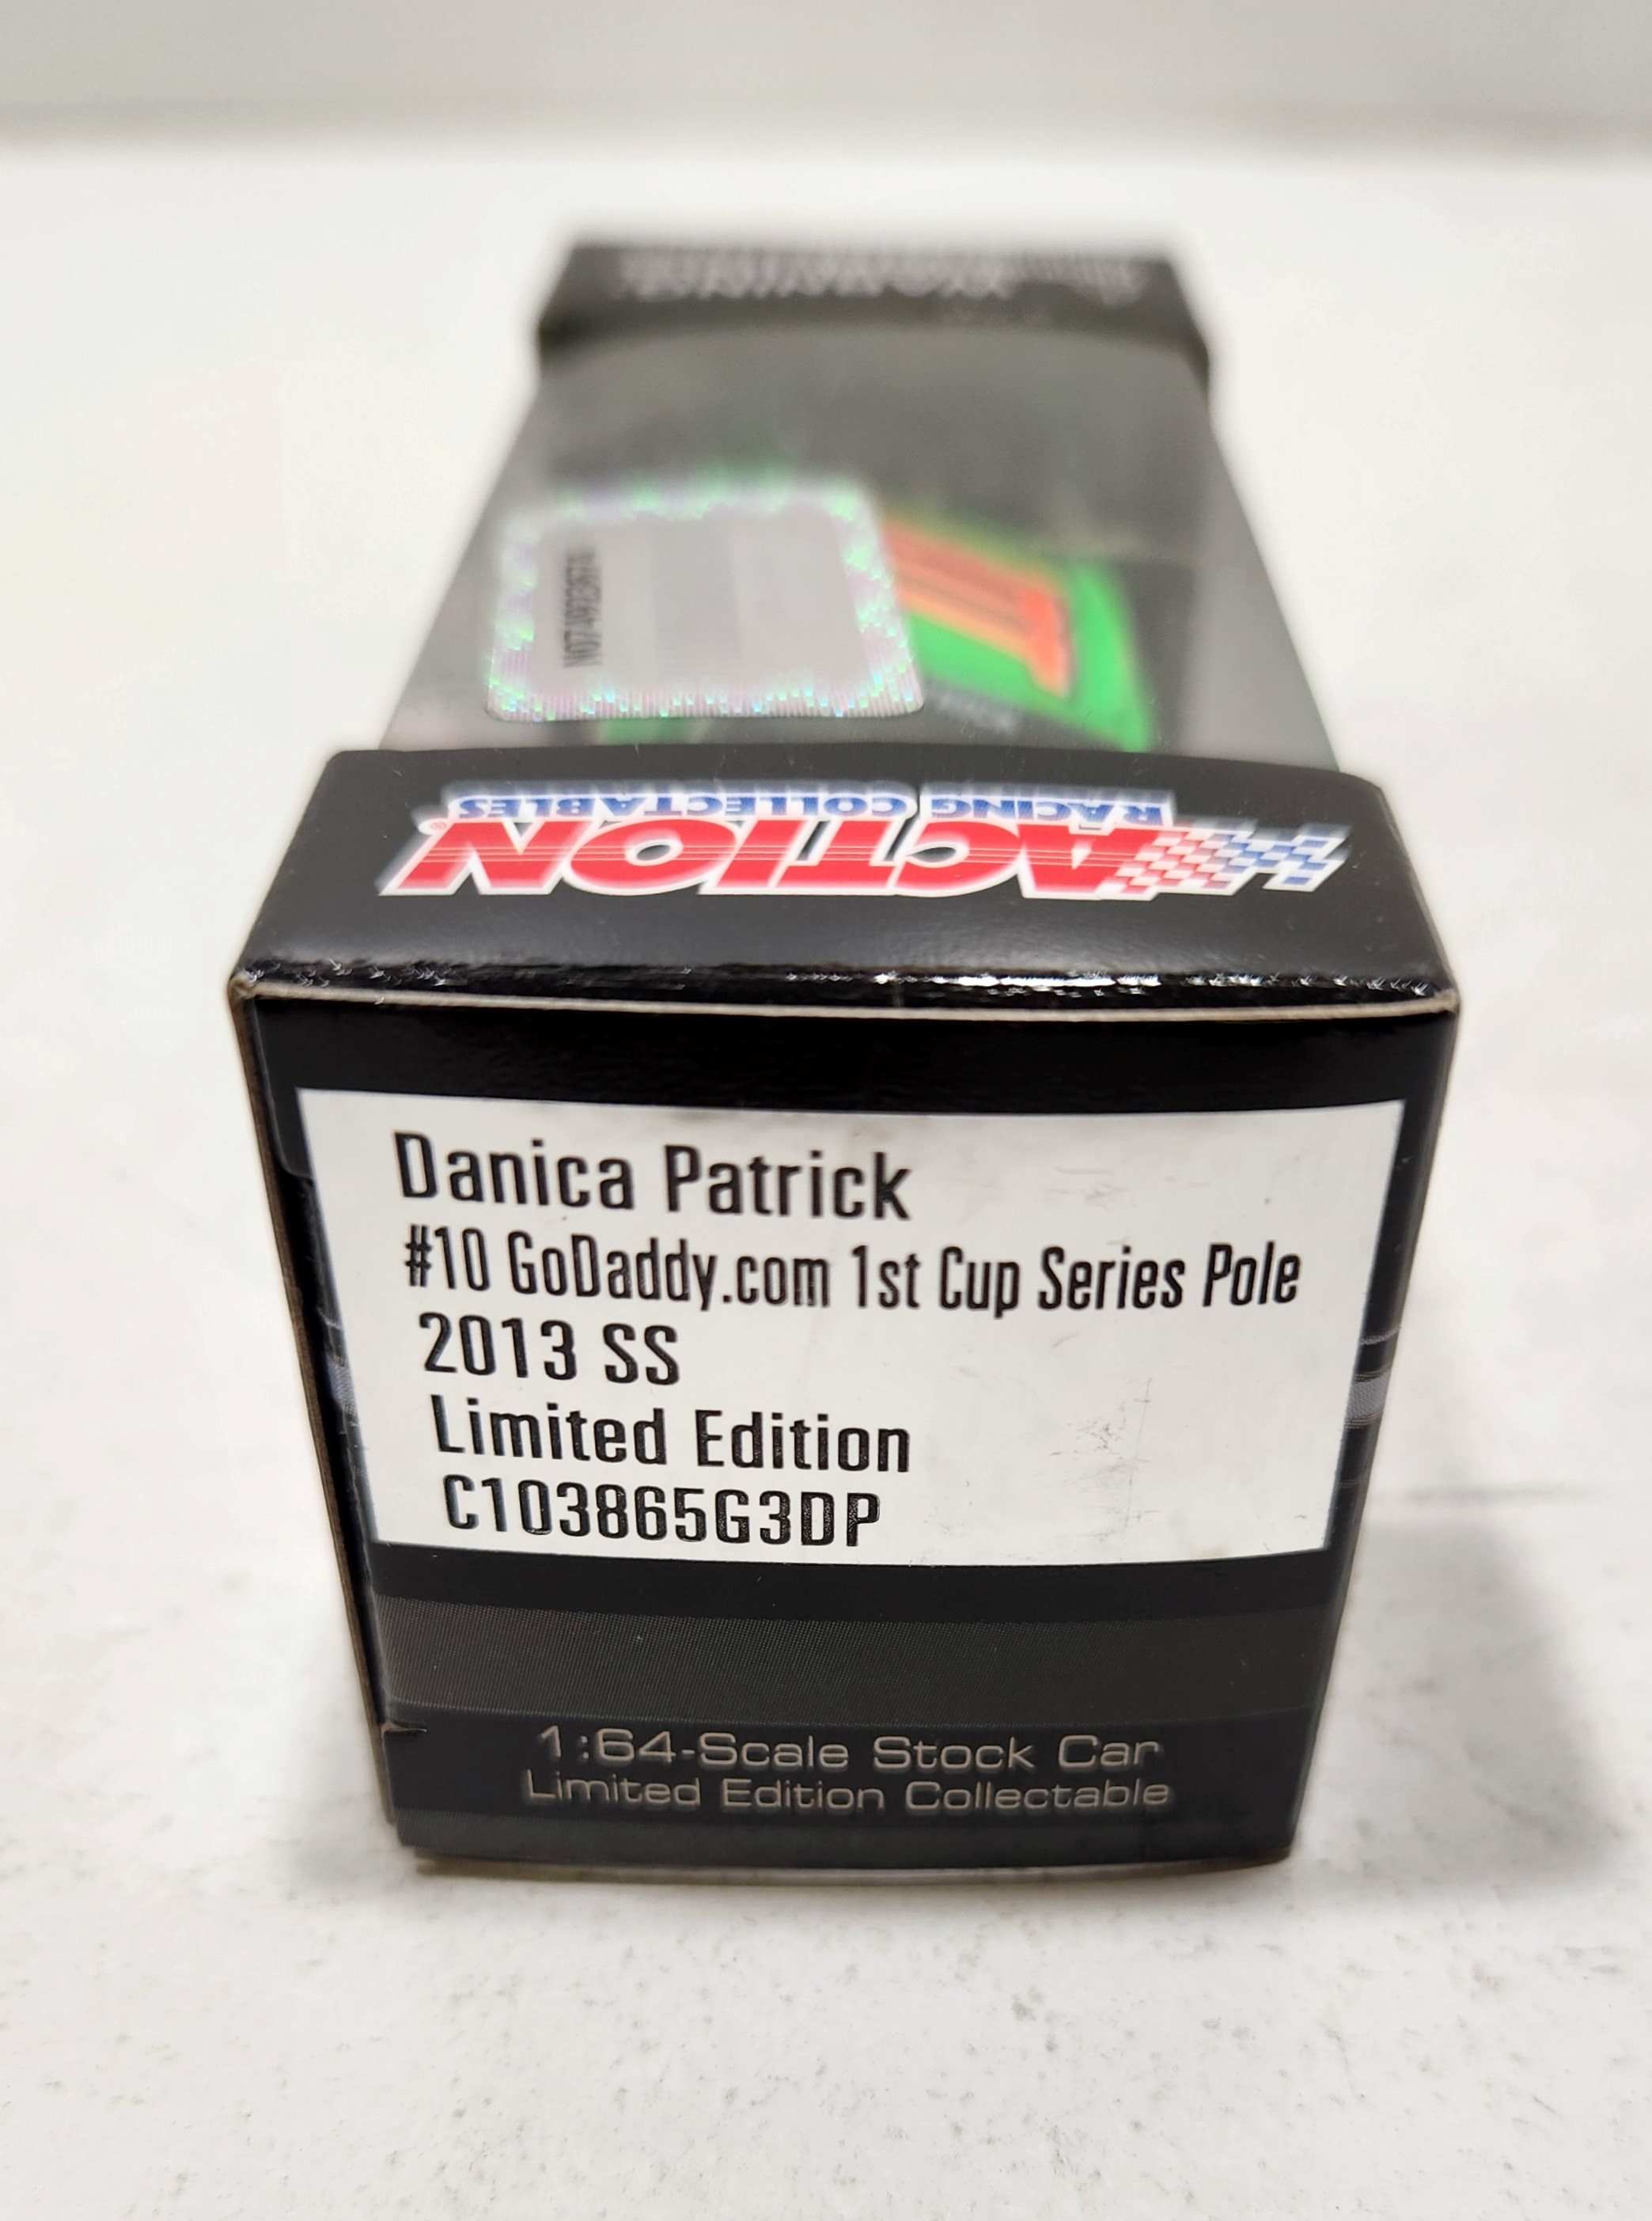 WARNING:
ACTION®
RACING COLLECTABLES
Danica Patrick
#10 GoDaddy.com 1st Cup Series Pole
2013 SS
Limited Edition
C103865G3DP
1:64-Scale Stock Car
Limited Edition Collectable